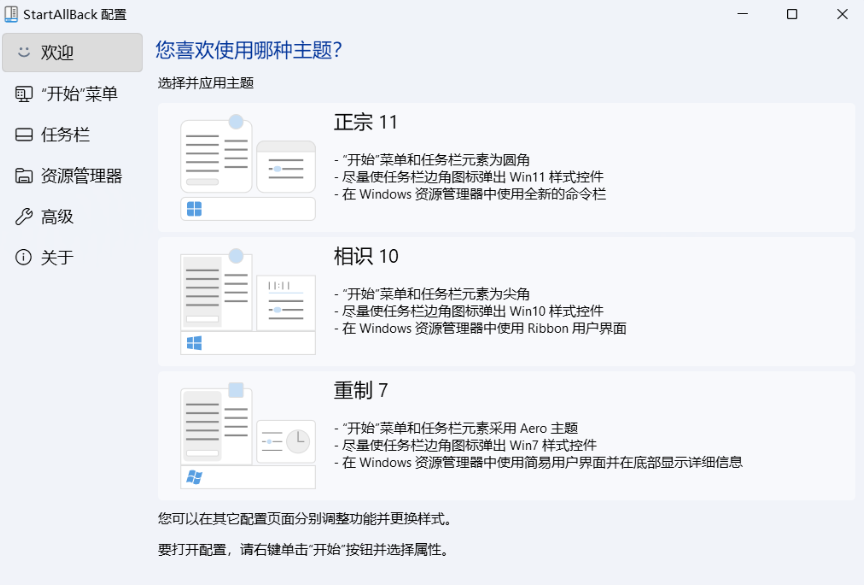 StartAllBack 配置
欢迎
“开始”菜单
任务栏
资源管理器
高级
关于
您喜欢使用哪种主题？
选择并应用主题
正宗 11
- “开始”菜单和任务栏元素为圆角
- 尽量使任务栏边角图标弹出 Win11 样式控件
- 在 Windows 资源管理器中使用全新的命令栏
相识 10
- “开始”菜单和任务栏元素为尖角
- 尽量使任务栏边角图标弹出 Win10 样式控件
- 在 Windows 资源管理器中使用 Ribbon 用户界面
11:11
重制 7
- “开始”菜单和任务栏元素采用 Aero 主题
- 尽量使任务栏边角图标弹出 Win7 样式控件
- 在 Windows 资源管理器中使用简易用户界面并在底部显示详细信息
您可以在其它配置页面分别调整功能并更换样式。
要打开配置，请右键单击“开始”按钮并选择属性。